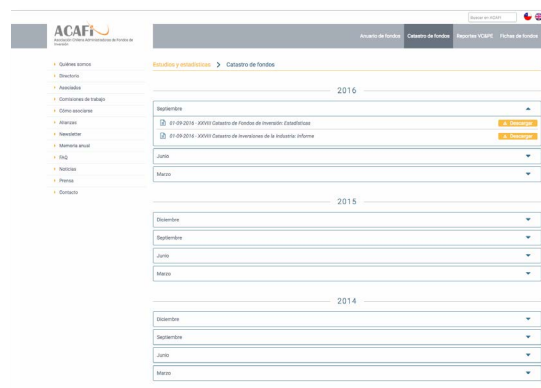 Buscar en ACAFI
ACAFI
Asociación Chilena Administradoras de Fondos de Inversión
Anuario de fondos
Catastro de fondos
Reportes VC&PE
Fichas de fondos
Quiénes somos
Directorio
Asociados
Comisiones de trabajo
Cómo asociarse
Alianzas
Newsletter
Memoria anual
FAQ
Noticias
Prensa
Contacto
Estudios y estadísticas > Catastro de fondos
2016
Septiembre
01-09-2016 - XXVIII Catastro de Fondos de Inversión: Estadísticas
Descargar
01-09-2016 - XXVIII Catastro de Inversiones de la Industria: Informe
Descargar
Junio
Marzo
2015
Diciembre
Septiembre
Junio
Marzo
2014
Diciembre
Septiembre
Junio
Marzo